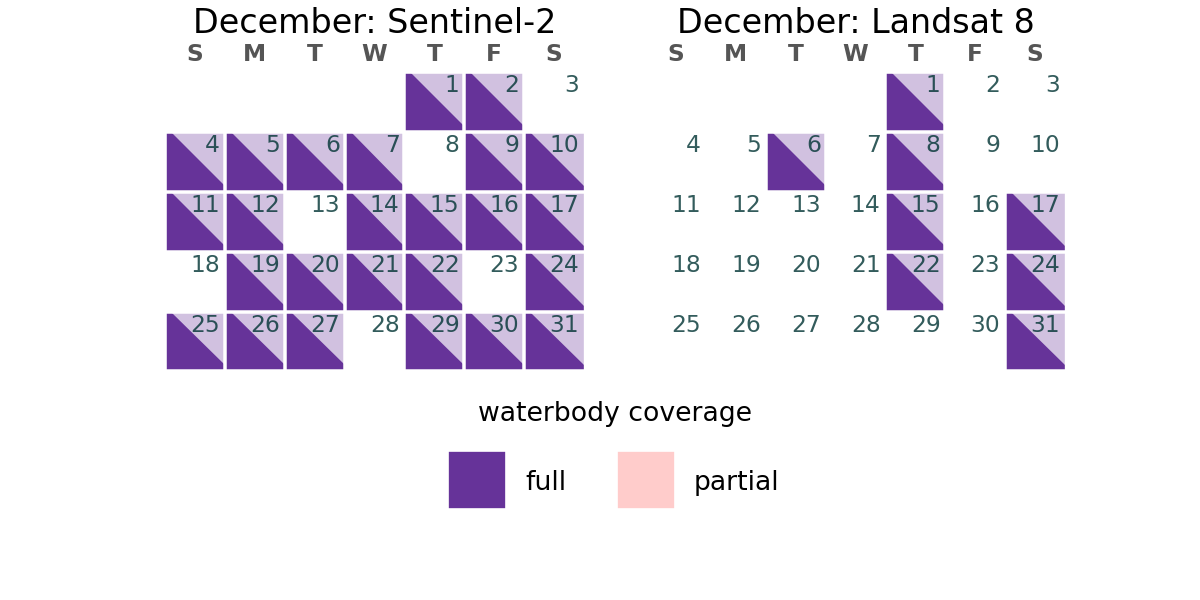 December: Sentinel-2
S M T W T F S
1 2 3
4 5 6 7 8 9 10
11 12 13 14 15 16 17
18 19 20 21 22 23 24
25 26 27 28 29 30 31
December: Landsat 8
S M T W T F S
1 2 3
4 5 6 7 8 9 10
11 12 13 14 15 16 17
18 19 20 21 22 23 24
25 26 27 28 29 30 31
waterbody coverage
full partial